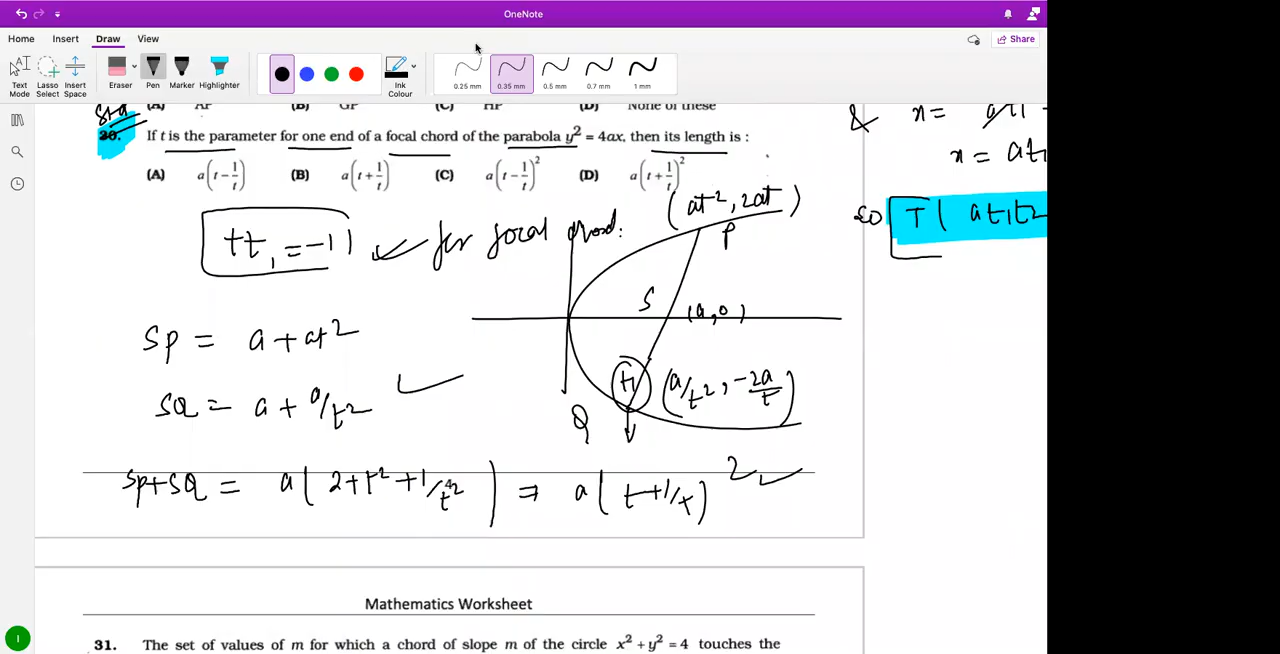 OneNote
Home Insert Draw View Share
Text Mode Lasso Select Insert Space Eraser Pen Marker Highlighter Ink Colour 0.25 mm 0.35 mm 0.5 mm 0.7 mm 1 mm
(A) AP (B) GP (C) HP (D) None of these
30. If t is the parameter for one end of a focal chord of the parabola y² = 4ax, then its length is :
(A) a(t − 1/t) (B) a(t + 1/t) (C) a(t − 1/t)² (D) a(t + 1/t)²
(at², 2at)
P
tt₁ = −1 for focal chord.
S (a, 0)
SP = a + at²
t₁ (a/t², −2a/t)
SQ = a + a/t²
Q
SP + SQ = a(2 + t² + 1/t²) ⇒ a(t + 1/t)²
& x =
x = at₁
so T( at₁t₂
Mathematics Worksheet
31. The set of values of m for which a chord of slope m of the circle x² + y² = 4 touches the
I